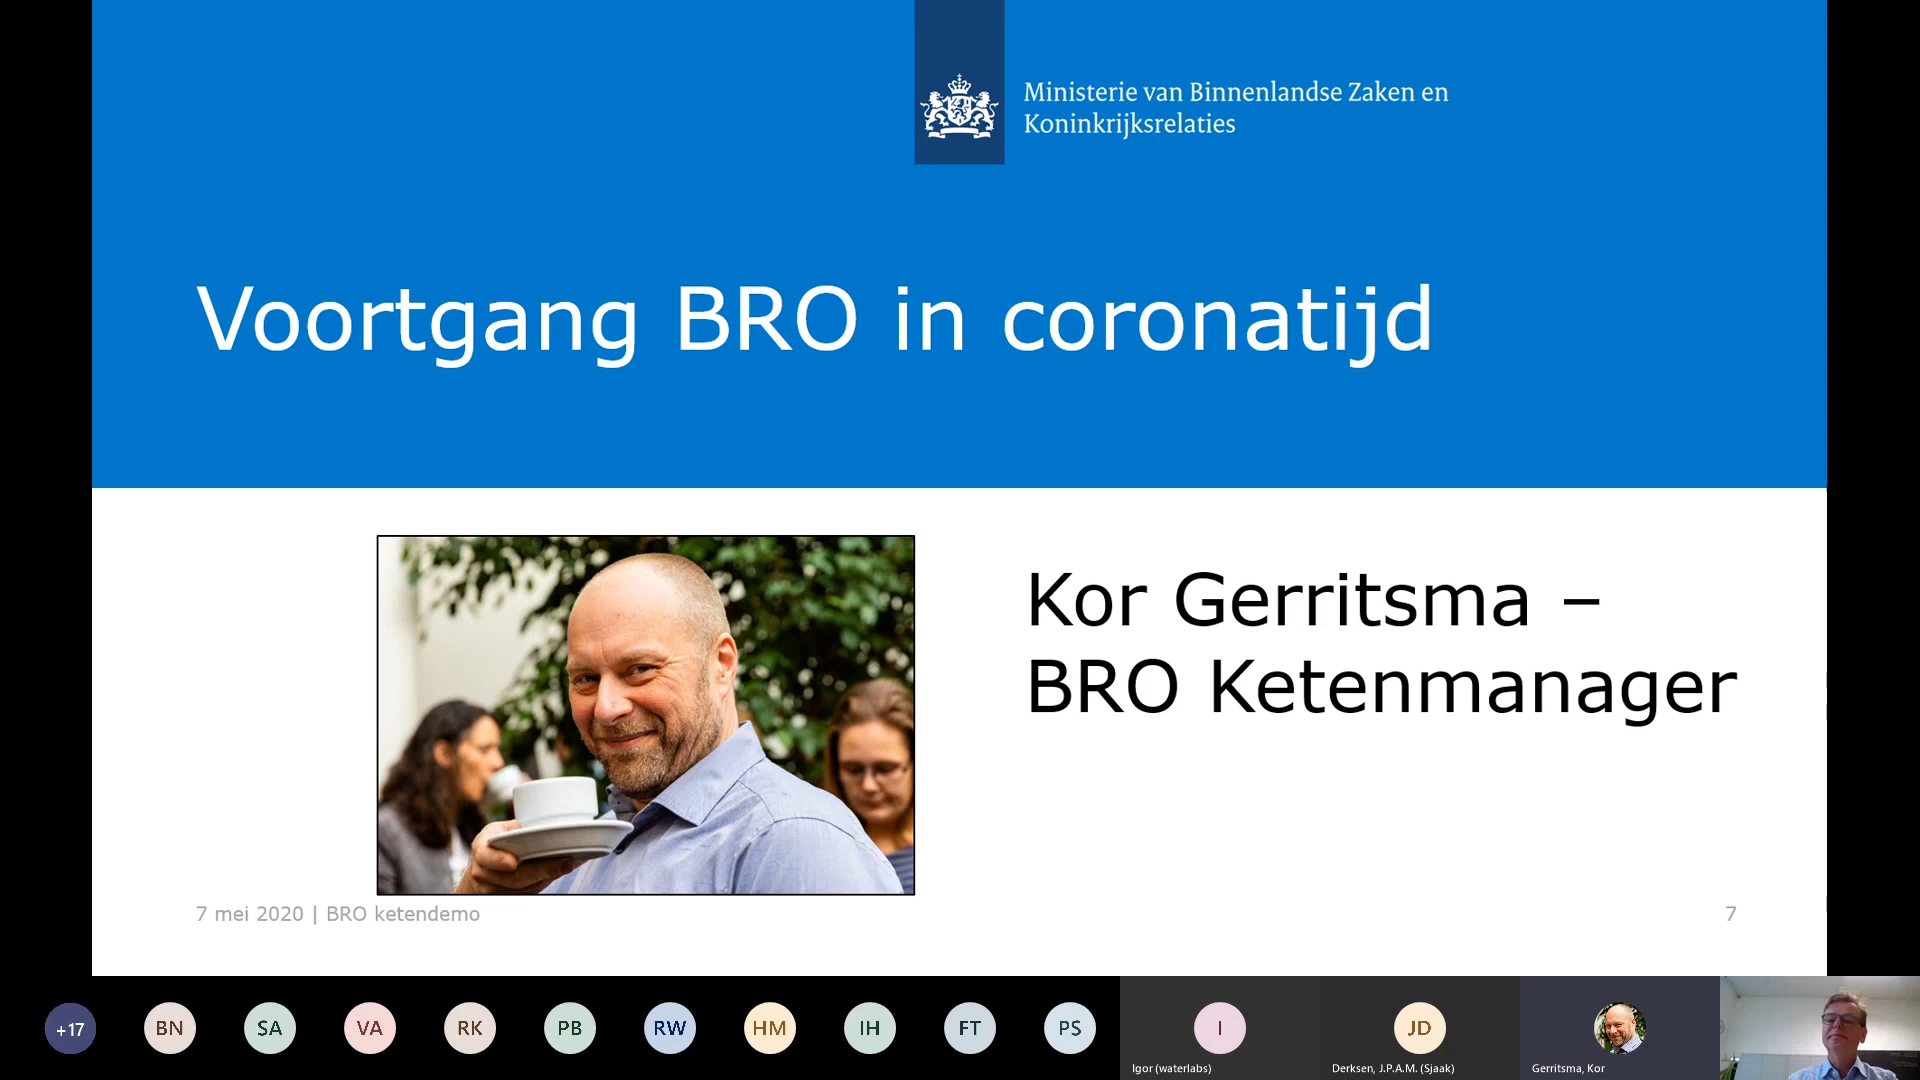 Ministerie van Binnenlandse Zaken en
Koninkrijksrelaties
Voortgang BRO in coronatijd
Kor Gerritsma –
BRO Ketenmanager
7 mei 2020 | BRO ketendemo
7
+17
BN
SA
VA
RK
PB
RW
HM
IH
FT
PS
I
JD
Igor (waterlabs)
Derksen, J.P.A.M. (Sjaak)
Gerritsma, Kor